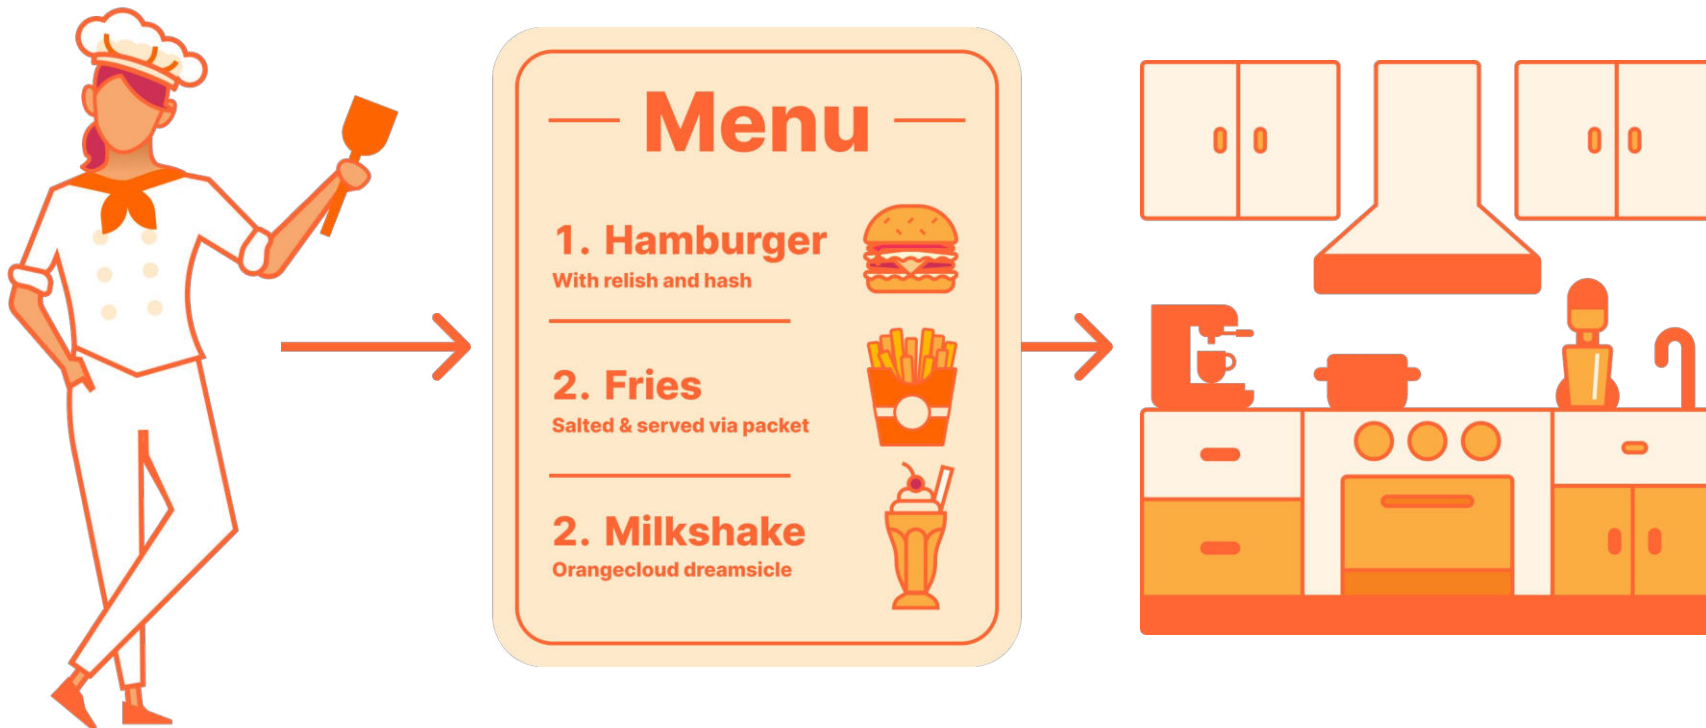 Menu
1. Hamburger
With relish and hash
2. Fries
Salted & served via packet
2. Milkshake
Orangecloud dreamsicle